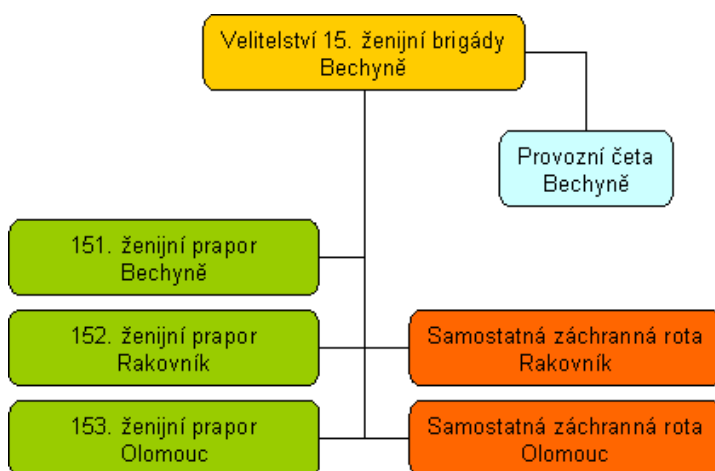 Velitelství 15. ženijní brigády
Bechyně
Provozní četa
Bechyně
151. ženijní prapor
Bechyně
152. ženijní prapor
Rakovník
Samostatná záchranná rota
Rakovník
153. ženijní prapor
Olomouc
Samostatná záchranná rota
Olomouc